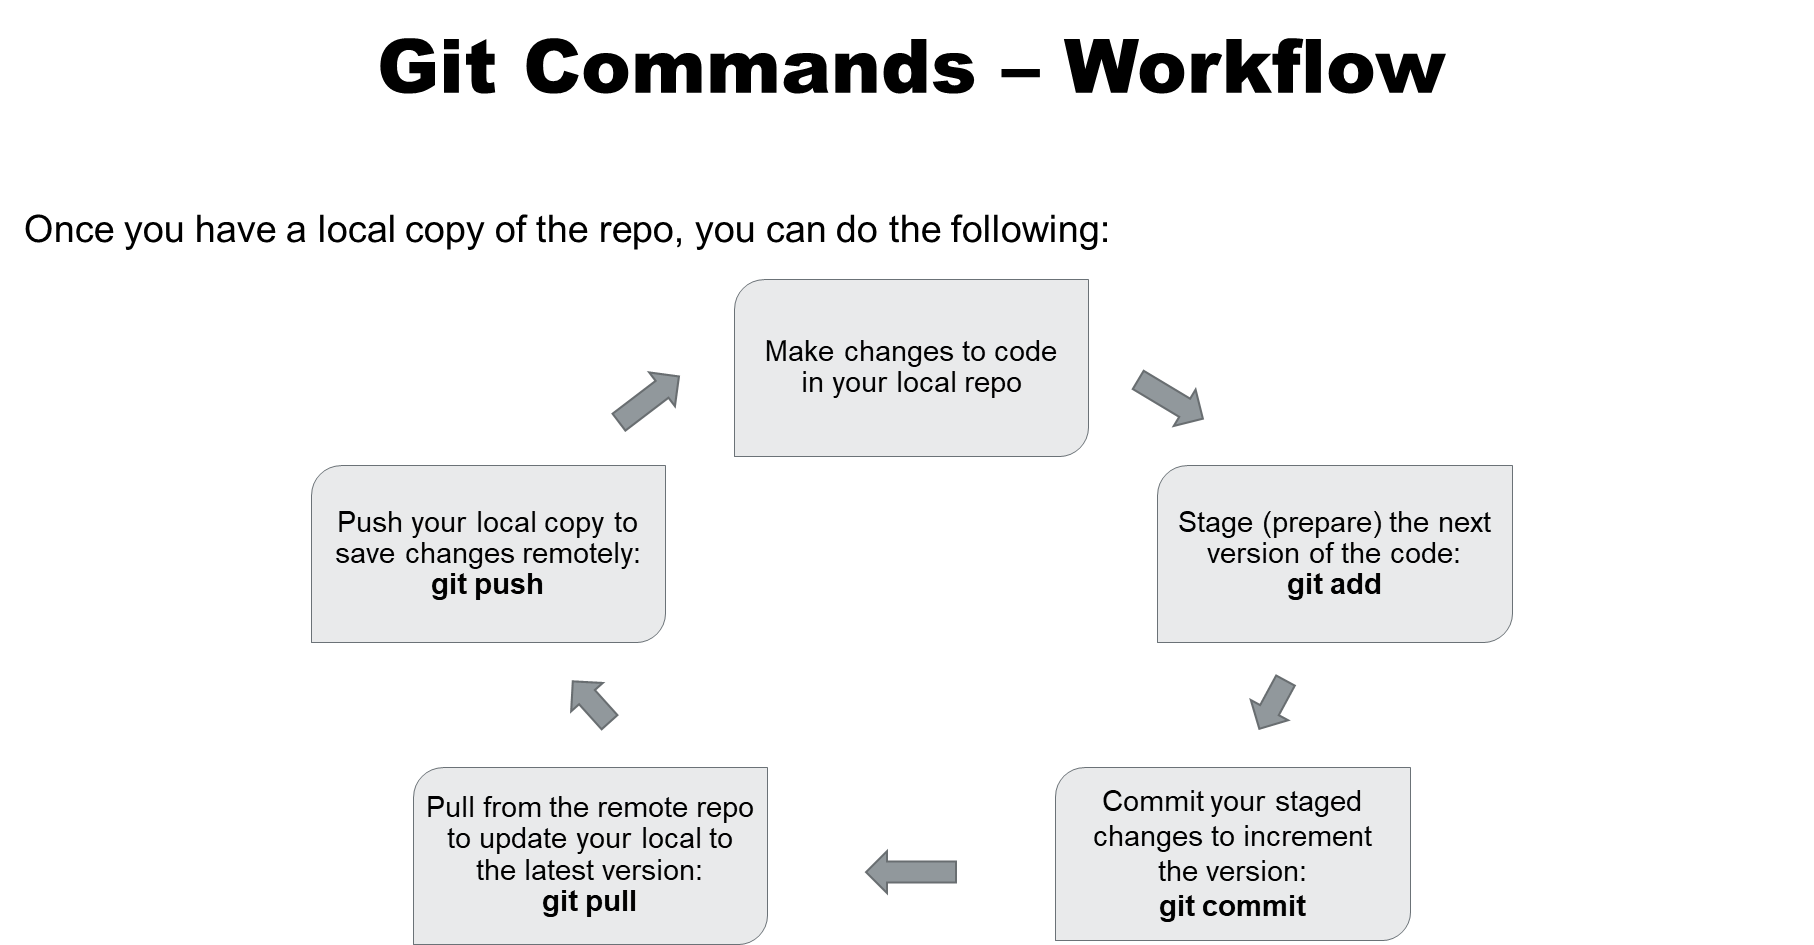 Git Commands – Workflow
Once you have a local copy of the repo, you can do the following:
Make changes to code
in your local repo
Stage (prepare) the next
version of the code:
git add
Commit your staged
changes to increment
the version:
git commit
Pull from the remote repo
to update your local to
the latest version:
git pull
Push your local copy to
save changes remotely:
git push